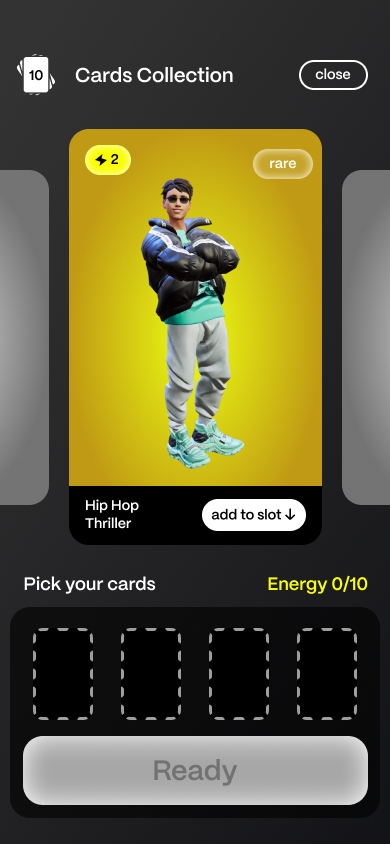 10
Cards Collection
close
2
rare
Hip Hop
Thriller
add to slot ↓
Pick your cards
Energy 0/10
Ready